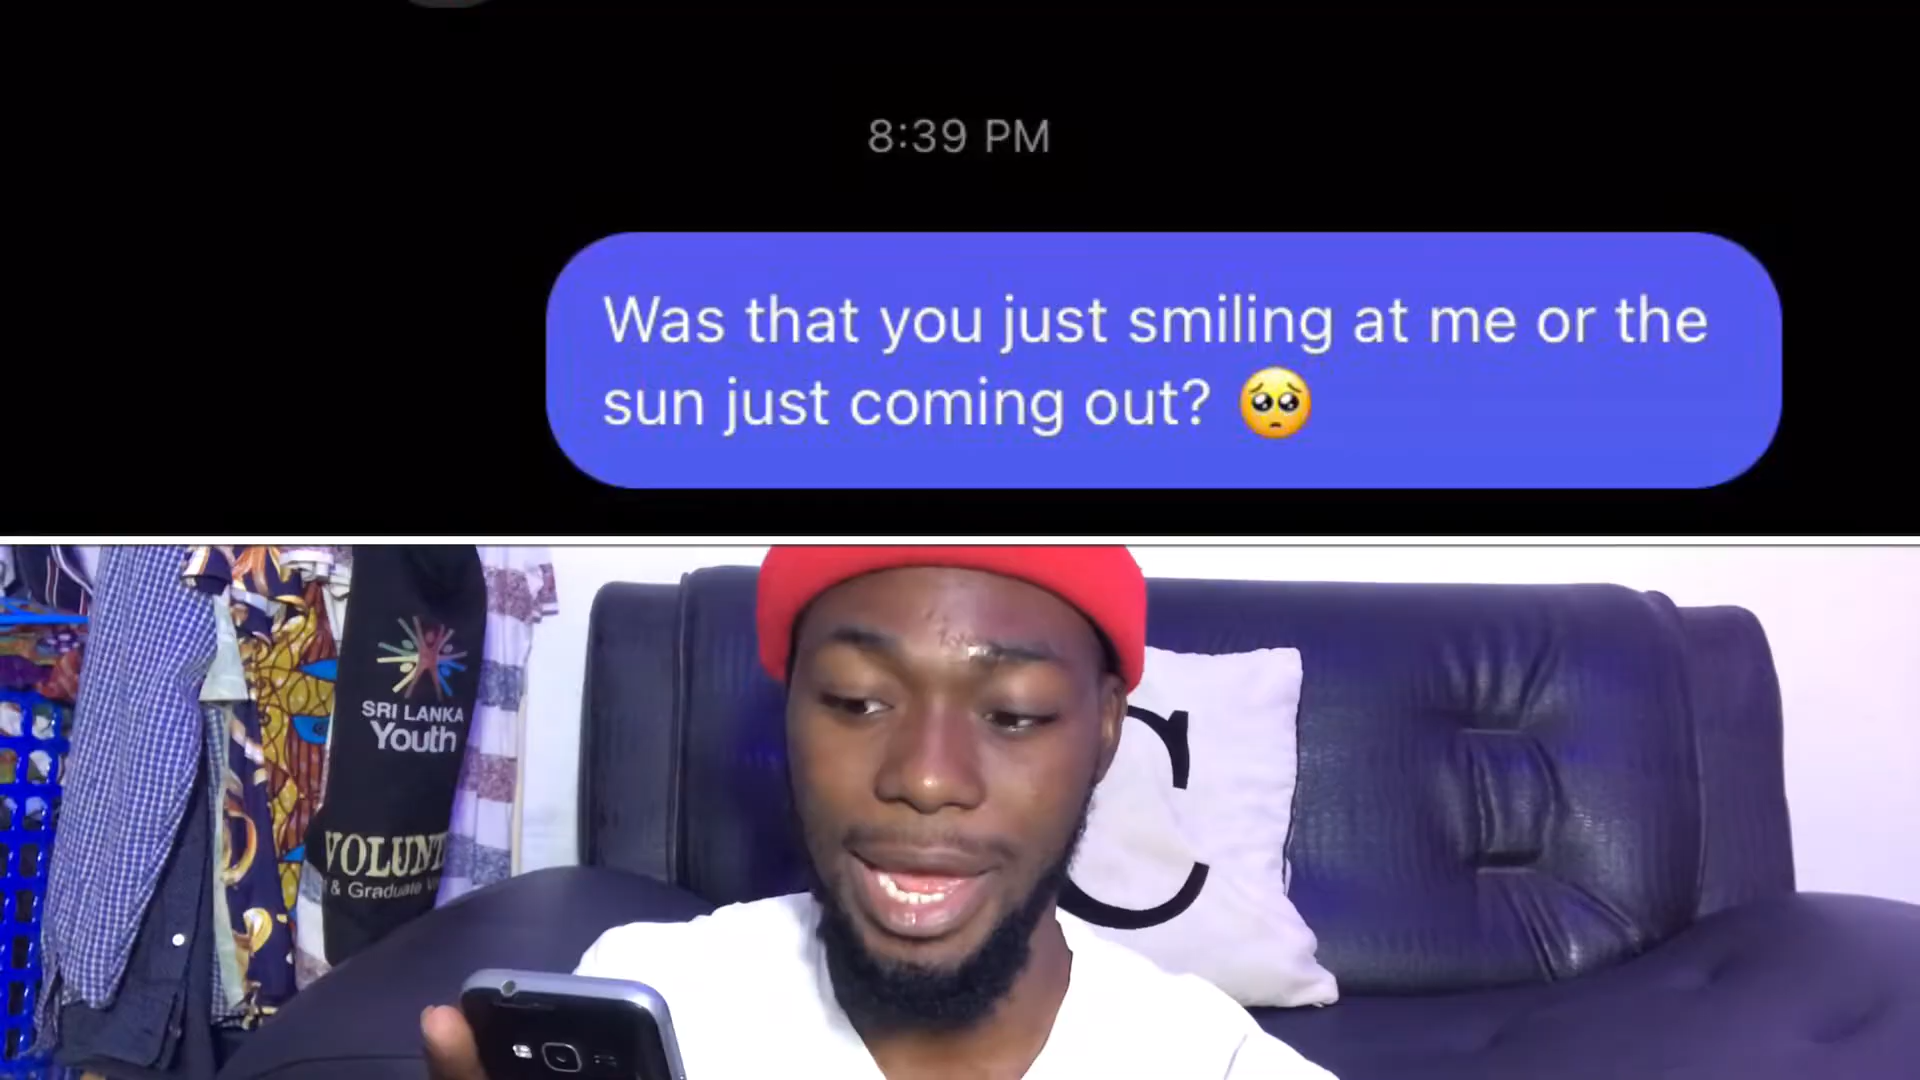 8:39 PM
Was that you just smiling at me or the
sun just coming out? 🥺
SRI LANKA
Youth
C
& Graduate